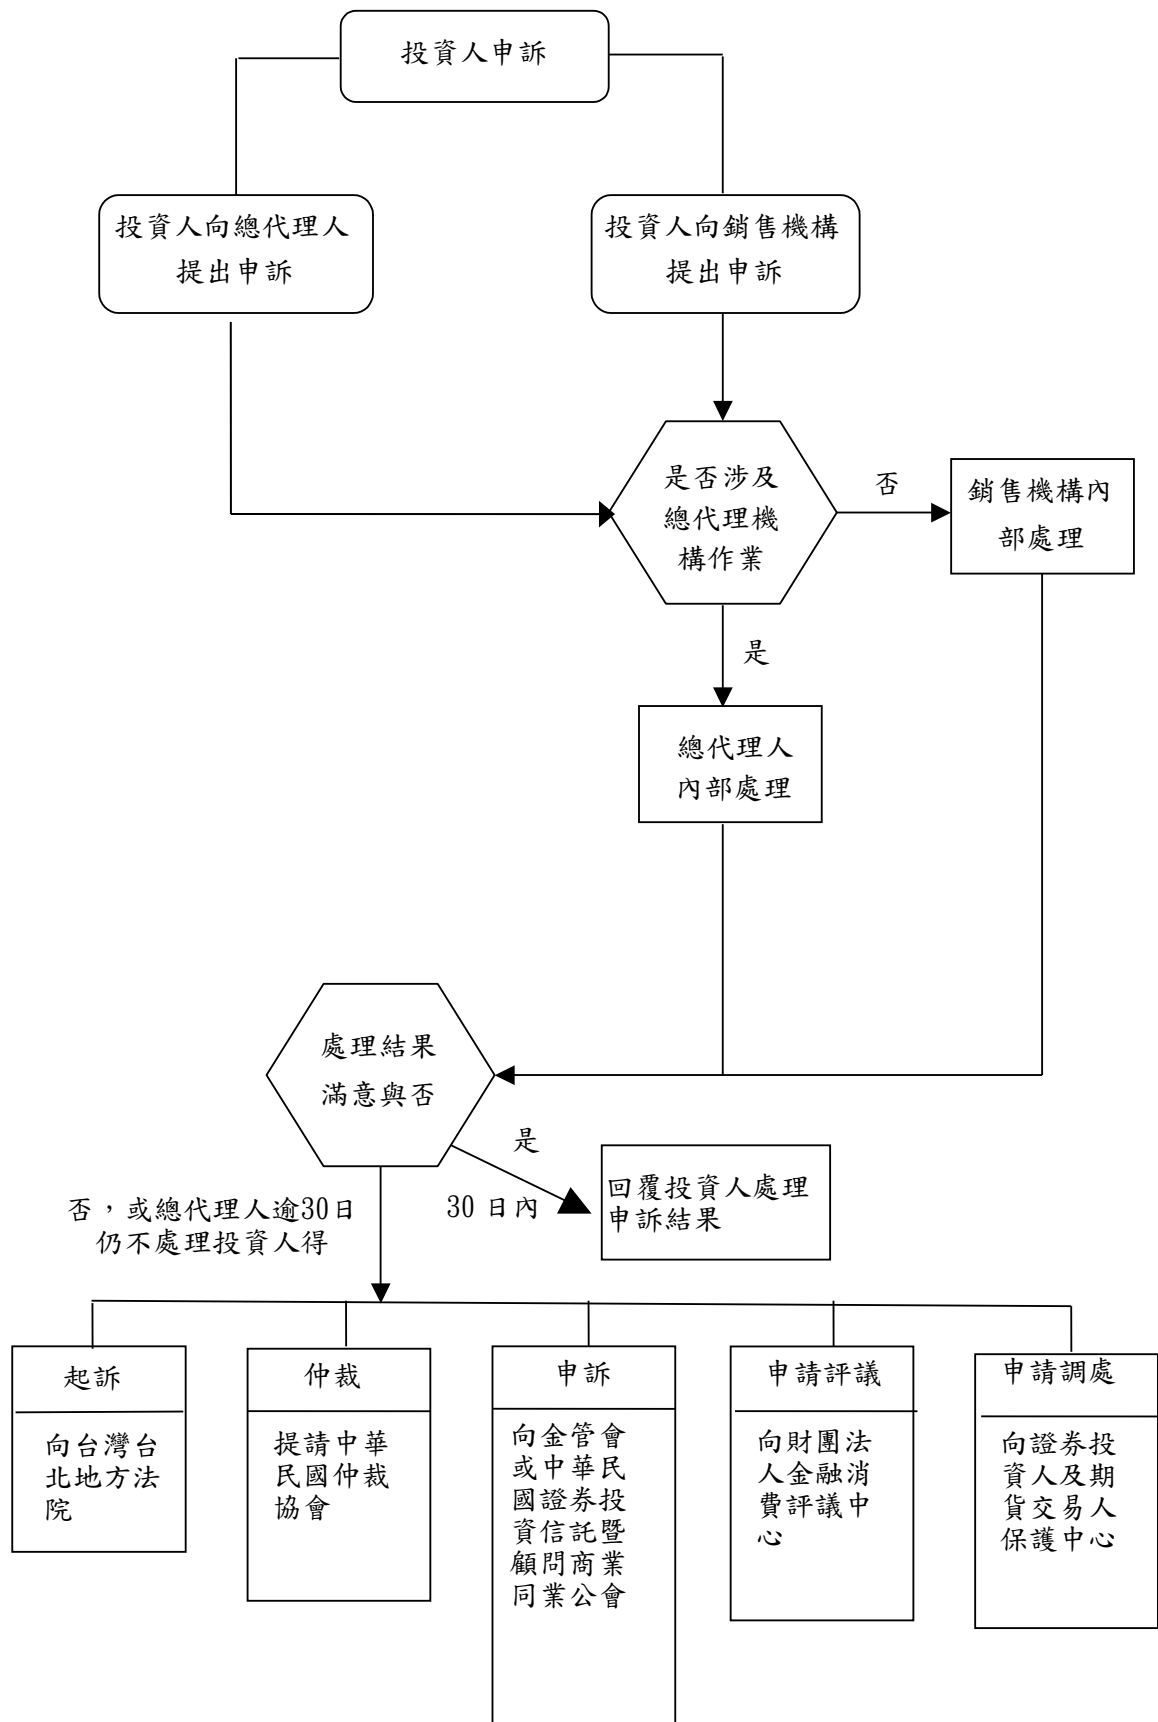 投資人申訴
投資人向總代理人
提出申訴
投資人向銷售機構
提出申訴
是否涉及
總代理機
構作業
否
銷售機構內
部處理
是
總代理人
內部處理
處理結果
滿意與否
是
30 日內
回覆投資人處理
申訴結果
否，或總代理人逾30日
仍不處理投資人得
起訴
向台灣台
北地方法
院
仲裁
提請中華
民國仲裁
協會
申訴
向金管會
或中華民
國證券投
資信託暨
顧問商業
同業公會
申請評議
向財團法
人金融消
費評議中
心
申請調處
向證券投
資人及期
貨交易人
保護中心